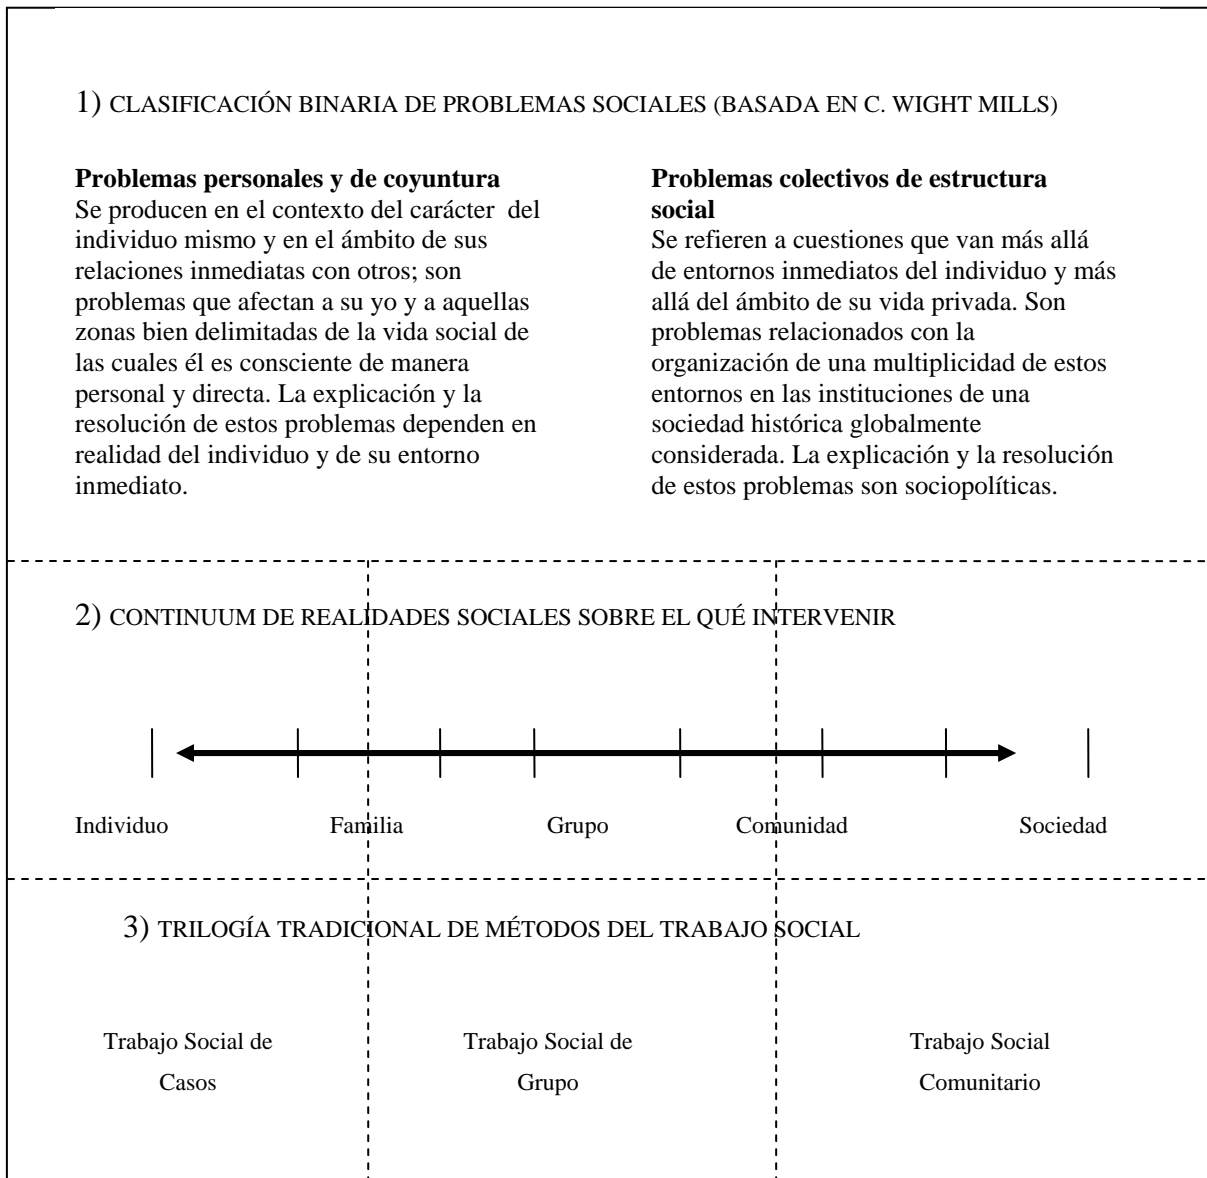 1) CLASIFICACIÓN BINARIA DE PROBLEMAS SOCIALES (BASADA EN C. WIGHT MILLS)
Problemas personales y de coyuntura
Se producen en el contexto del carácter del
individuo mismo y en el ámbito de sus
relaciones inmediatas con otros; son
problemas que afectan a su yo y a aquellas
zonas bien delimitadas de la vida social de
las cuales él es consciente de manera
personal y directa. La explicación y la
resolución de estos problemas dependen en
realidad del individuo y de su entorno
inmediato.
Problemas colectivos de estructura
social
Se refieren a cuestiones que van más allá
de entornos inmediatos del individuo y más
allá del ámbito de su vida privada. Son
problemas relacionados con la
organización de una multiplicidad de estos
entornos en las instituciones de una
sociedad histórica globalmente
considerada. La explicación y la resolución
de estos problemas son sociopolíticas.
2) CONTINUUM DE REALIDADES SOCIALES SOBRE EL QUÉ INTERVENIR
Individuo Familia Grupo Comunidad Sociedad
3) TRILOGÍA TRADICIONAL DE MÉTODOS DEL TRABAJO SOCIAL
Trabajo Social de
Casos
Trabajo Social de
Grupo
Trabajo Social
Comunitario